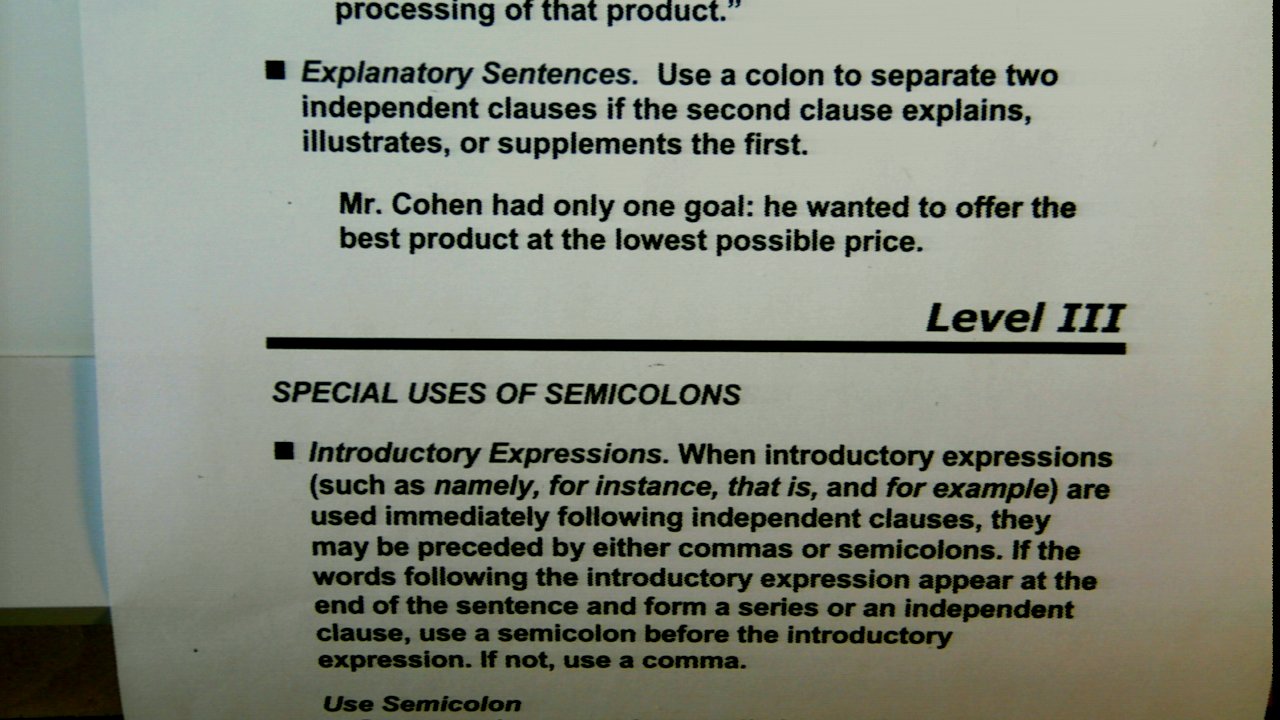 processing of that product.”
■ Explanatory Sentences. Use a colon to separate two
independent clauses if the second clause explains,
illustrates, or supplements the first.
Mr. Cohen had only one goal: he wanted to offer the
best product at the lowest possible price.
Level III
SPECIAL USES OF SEMICOLONS
■ Introductory Expressions. When introductory expressions
(such as namely, for instance, that is, and for example) are
used immediately following independent clauses, they
may be preceded by either commas or semicolons. If the
words following the introductory expression appear at the
end of the sentence and form a series or an independent
clause, use a semicolon before the introductory
expression. If not, use a comma.
Use Semicolon